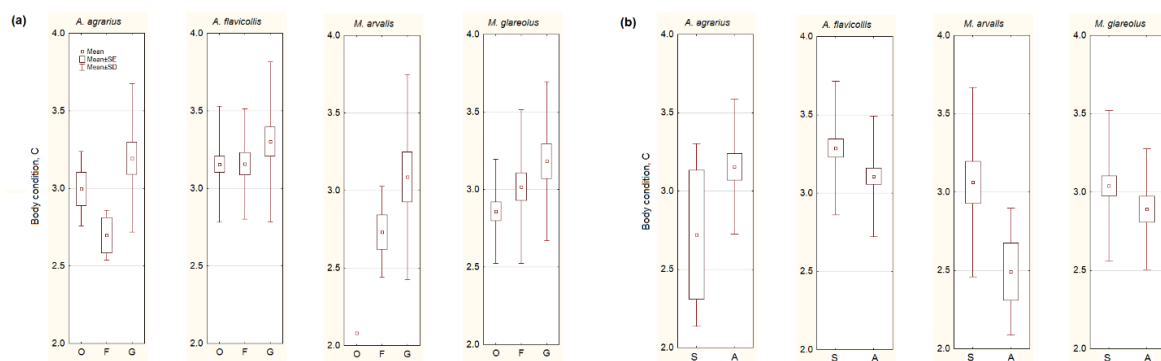 (a)
A. agrarius
A. flavicollis
M. arvalis
M. glareolus
Mean
Mean±SE
Mean±SD
Body condition, C
4.0
3.5
3.0
2.5
2.0
4.0
3.5
3.0
2.5
2.0
4.0
3.5
3.0
2.5
2.0
4.0
3.5
3.0
2.5
2.0
O F G
O F G
O F G
O F G
(b)
A. agrarius
A. flavicollis
M. arvalis
M. glareolus
Body condition, C
4.0
3.5
3.0
2.5
2.0
4.0
3.5
3.0
2.5
2.0
4.0
3.5
3.0
2.5
2.0
4.0
3.5
3.0
2.5
2.0
S A
S A
S A
S A